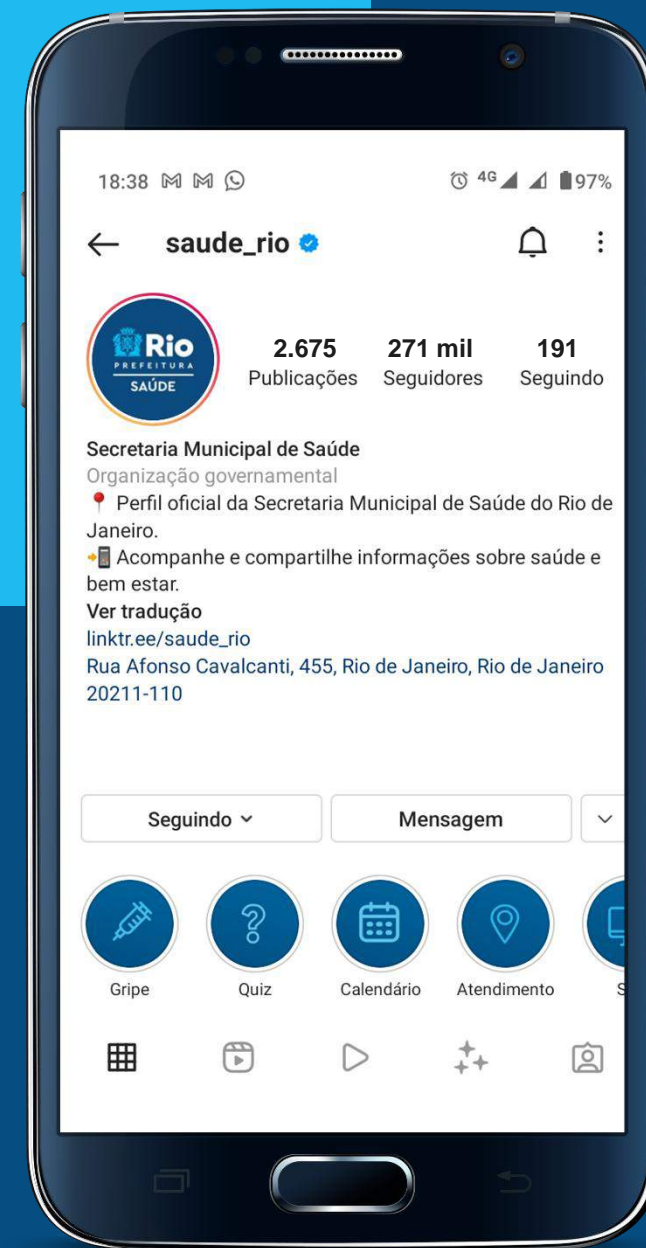 18:38
4G
97%
saude_rio
Rio
PREFEITURA
SAÚDE
2.675 271 mil 191
Publicações Seguidores Seguindo
Secretaria Municipal de Saúde
Organização governamental
📍 Perfil oficial da Secretaria Municipal de Saúde do Rio de
Janeiro.
📲 Acompanhe e compartilhe informações sobre saúde e
bem estar.
Ver tradução
linktr.ee/saude_rio
Rua Afonso Cavalcanti, 455, Rio de Janeiro, Rio de Janeiro
20211-110
Seguindo Mensagem
Gripe Quiz Calendário Atendimento S